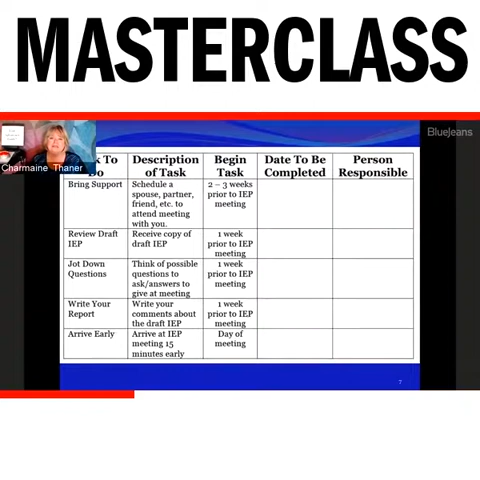 MASTERCLASS
BlueJeans
Charmaine Thaner
k To
Do
Description
of Task
Begin
Task
Date To Be
Completed
Person
Responsible
Bring Support
Schedule a
spouse, partner,
friend, etc. to
attend meeting
with you.
2 – 3 weeks
prior to IEP
meeting
Review Draft
IEP
Receive copy of
draft IEP
1 week
prior to IEP
meeting
Jot Down
Questions
Think of possible
questions to
ask/answers to
give at meeting
1 week
prior to IEP
meeting
Write Your
Report
Write your
comments about
the draft IEP
1 week
prior to IEP
meeting
Arrive Early
Arrive at IEP
meeting 15
minutes early
Day of
meeting
7